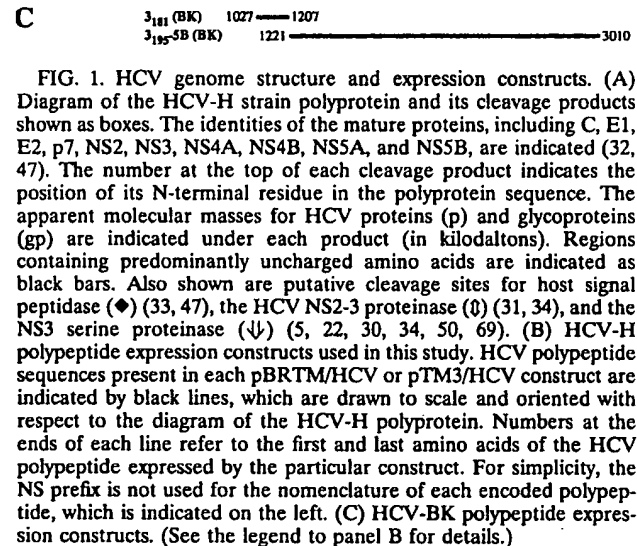 C
3₁₈₁ (BK) 1027 1207
3₁₉₅-5B (BK) 1221 3010
FIG. 1. HCV genome structure and expression constructs. (A)
Diagram of the HCV-H strain polyprotein and its cleavage products
shown as boxes. The identities of the mature proteins, including C, E1,
E2, p7, NS2, NS3, NS4A, NS4B, NS5A, and NS5B, are indicated (32,
47). The number at the top of each cleavage product indicates the
position of its N-terminal residue in the polyprotein sequence. The
apparent molecular masses for HCV proteins (p) and glycoproteins
(gp) are indicated under each product (in kilodaltons). Regions
containing predominantly uncharged amino acids are indicated as
black bars. Also shown are putative cleavage sites for host signal
peptidase (◆) (33, 47), the HCV NS2-3 proteinase (⇕) (31, 34), and the
NS3 serine proteinase (⇓) (5, 22, 30, 34, 50, 69). (B) HCV-H
polypeptide expression constructs used in this study. HCV polypeptide
sequences present in each pBRTM/HCV or pTM3/HCV construct are
indicated by black lines, which are drawn to scale and oriented with
respect to the diagram of the HCV-H polyprotein. Numbers at the
ends of each line refer to the first and last amino acids of the HCV
polypeptide expressed by the particular construct. For simplicity, the
NS prefix is not used for the nomenclature of each encoded polypep-
tide, which is indicated on the left. (C) HCV-BK polypeptide expres-
sion constructs. (See the legend to panel B for details.)